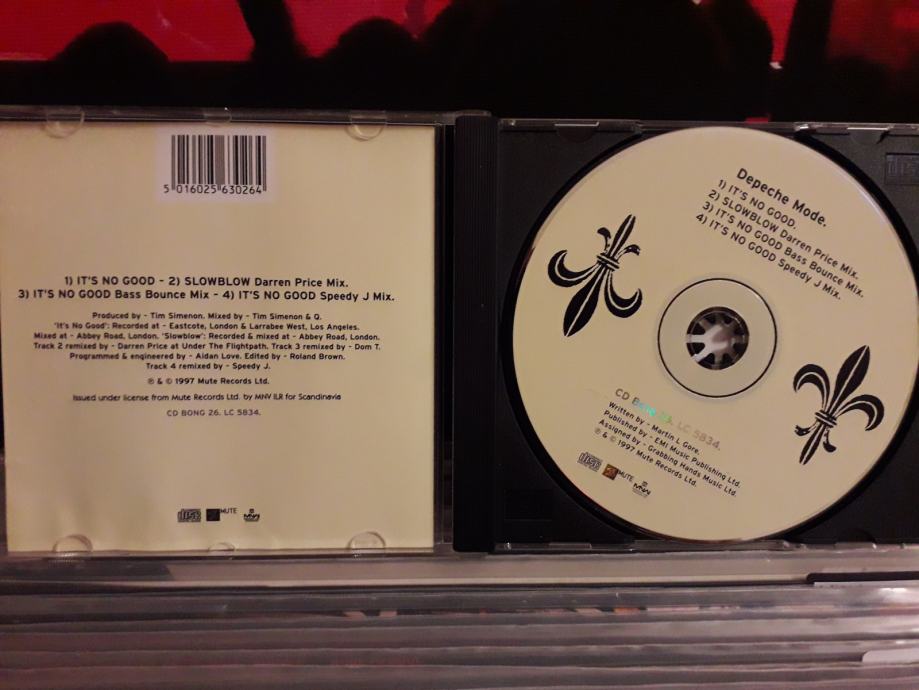 5 016025 630264
1) IT'S NO GOOD - 2) SLOWBLOW Darren Price Mix.
3) IT'S NO GOOD Bass Bounce Mix - 4) IT'S NO GOOD Speedy J Mix.
Produced by - Tim Simenon. Mixed by - Tim Simenon & Q.
'It's No Good': Recorded at - Eastcote, London & Larrabee West, Los Angeles.
Mixed at - Abbey Road, London. 'Slowblow': Recorded & mixed at - Abbey Road, London.
Track 2 remixed by - Darren Price at Under The Flightpath. Track 3 remixed by - Dom T.
Programmed & engineered by - Aidan Love. Edited by - Roland Brown.
Track 4 remixed by - Speedy J.
℗ & © 1997 Mute Records Ltd.
Issued under license from Mute Records Ltd. by MNV ILR for Scandinavia
CD BONG 26. LC 5834.
MUTE
MNW
Depeche Mode.
1) IT'S NO GOOD.
2) SLOWBLOW Darren Price Mix.
3) IT'S NO GOOD Bass Bounce Mix.
4) IT'S NO GOOD Speedy J Mix.
CD Bong 26. LC 5834.
Written by - Martin L Gore.
Published by - EMI Music Publishing Ltd.
Assigned by - Grabbing Hands Music Ltd.
℗ & © 1997 Mute Records Ltd.
MUTE
MNW